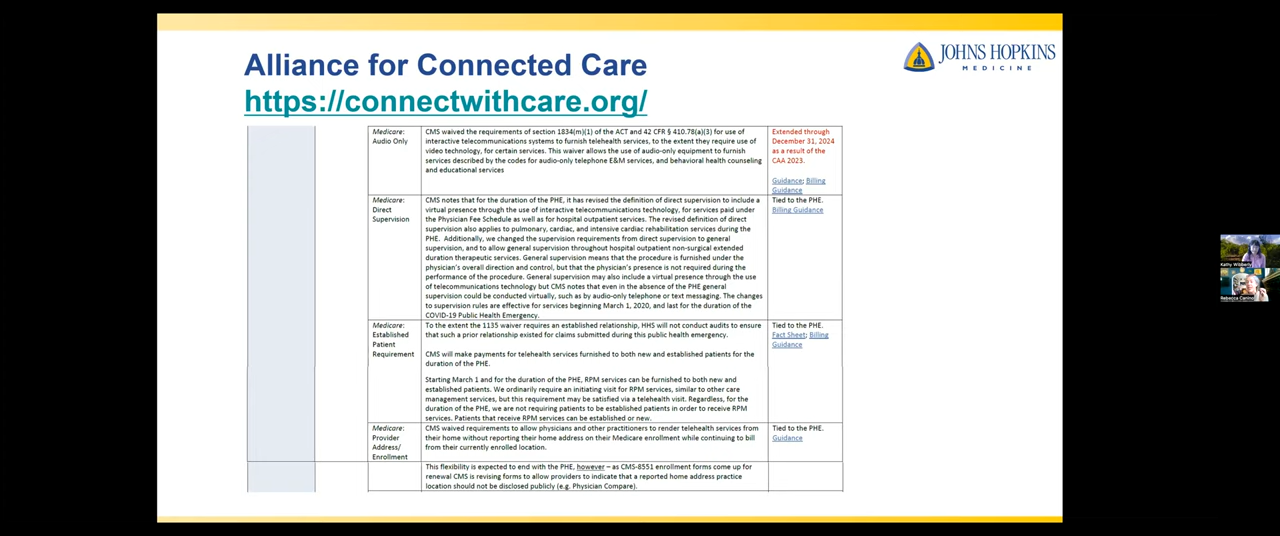 Alliance for Connected Care
https://connectwithcare.org/
JOHNS HOPKINS
MEDICINE
Medicare:
Audio Only
CMS waived the requirements of section 1834(m)(1) of the ACT and 42 CFR § 410.78(a)(3) for use of
interactive telecommunications systems to furnish telehealth services, to the extent they require use of
video technology, for certain services. This waiver allows the use of audio-only equipment to furnish
services described by the codes for audio-only telephone E&M services, and behavioral health counseling
and educational services
Extended through
December 31, 2024
as a result of the
CAA 2023.
Guidance; Billing
Guidance
Medicare:
Direct
Supervision
CMS notes that for the duration of the PHE, it has revised the definition of direct supervision to include a
virtual presence through the use of interactive telecommunications technology, for services paid under
the Physician Fee Schedule as well as for hospital outpatient services. The revised definition of direct
supervision also applies to pulmonary, cardiac, and intensive cardiac rehabilitation services during the
PHE. Additionally, we changed the supervision requirements from direct supervision to general
supervision, and to allow general supervision throughout hospital outpatient non-surgical extended
duration therapeutic services. General supervision means that the procedure is furnished under the
physician's overall direction and control, but that the physician's presence is not required during the
performance of the procedure. General supervision may also include a virtual presence through the use
of telecommunications technology but CMS notes that even in the absence of the PHE general
supervision could be conducted virtually, such as by audio-only telephone or text messaging. The changes
to supervision rules are effective for services beginning March 1, 2020, and last for the duration of the
COVID-19 Public Health Emergency.
Tied to the PHE.
Billing Guidance
Medicare:
Established
Patient
Requirement
To the extent the 1135 waiver requires an established relationship, HHS will not conduct audits to ensure
that such a prior relationship existed for claims submitted during this public health emergency.
CMS will make payments for telehealth services furnished to both new and established patients for the
duration of the PHE.
Starting March 1 and for the duration of the PHE, RPM services can be furnished to both new and
established patients. We ordinarily require an initiating visit for RPM services, similar to other care
management services, but this requirement may be satisfied via a telehealth visit. Regardless, for the
duration of the PHE, we are not requiring patients to be established patients in order to receive RPM
services. Patients that receive RPM services can be established or new.
Tied to the PHE.
Fact Sheet; Billing
Guidance
Medicare:
Provider
Address/
Enrollment
CMS waived requirements to allow physicians and other practitioners to render telehealth services from
their home without reporting their home address on their Medicare enrollment while continuing to bill
from their currently enrolled location.
Tied to the PHE.
Guidance
This flexibility is expected to end with the PHE, however – as CMS-8551 enrollment forms come up for
renewal CMS is revising forms to allow providers to indicate that a reported home address practice
location should not be disclosed publicly (e.g. Physician Compare).
Kathy Wibberly
Rebecca Canino